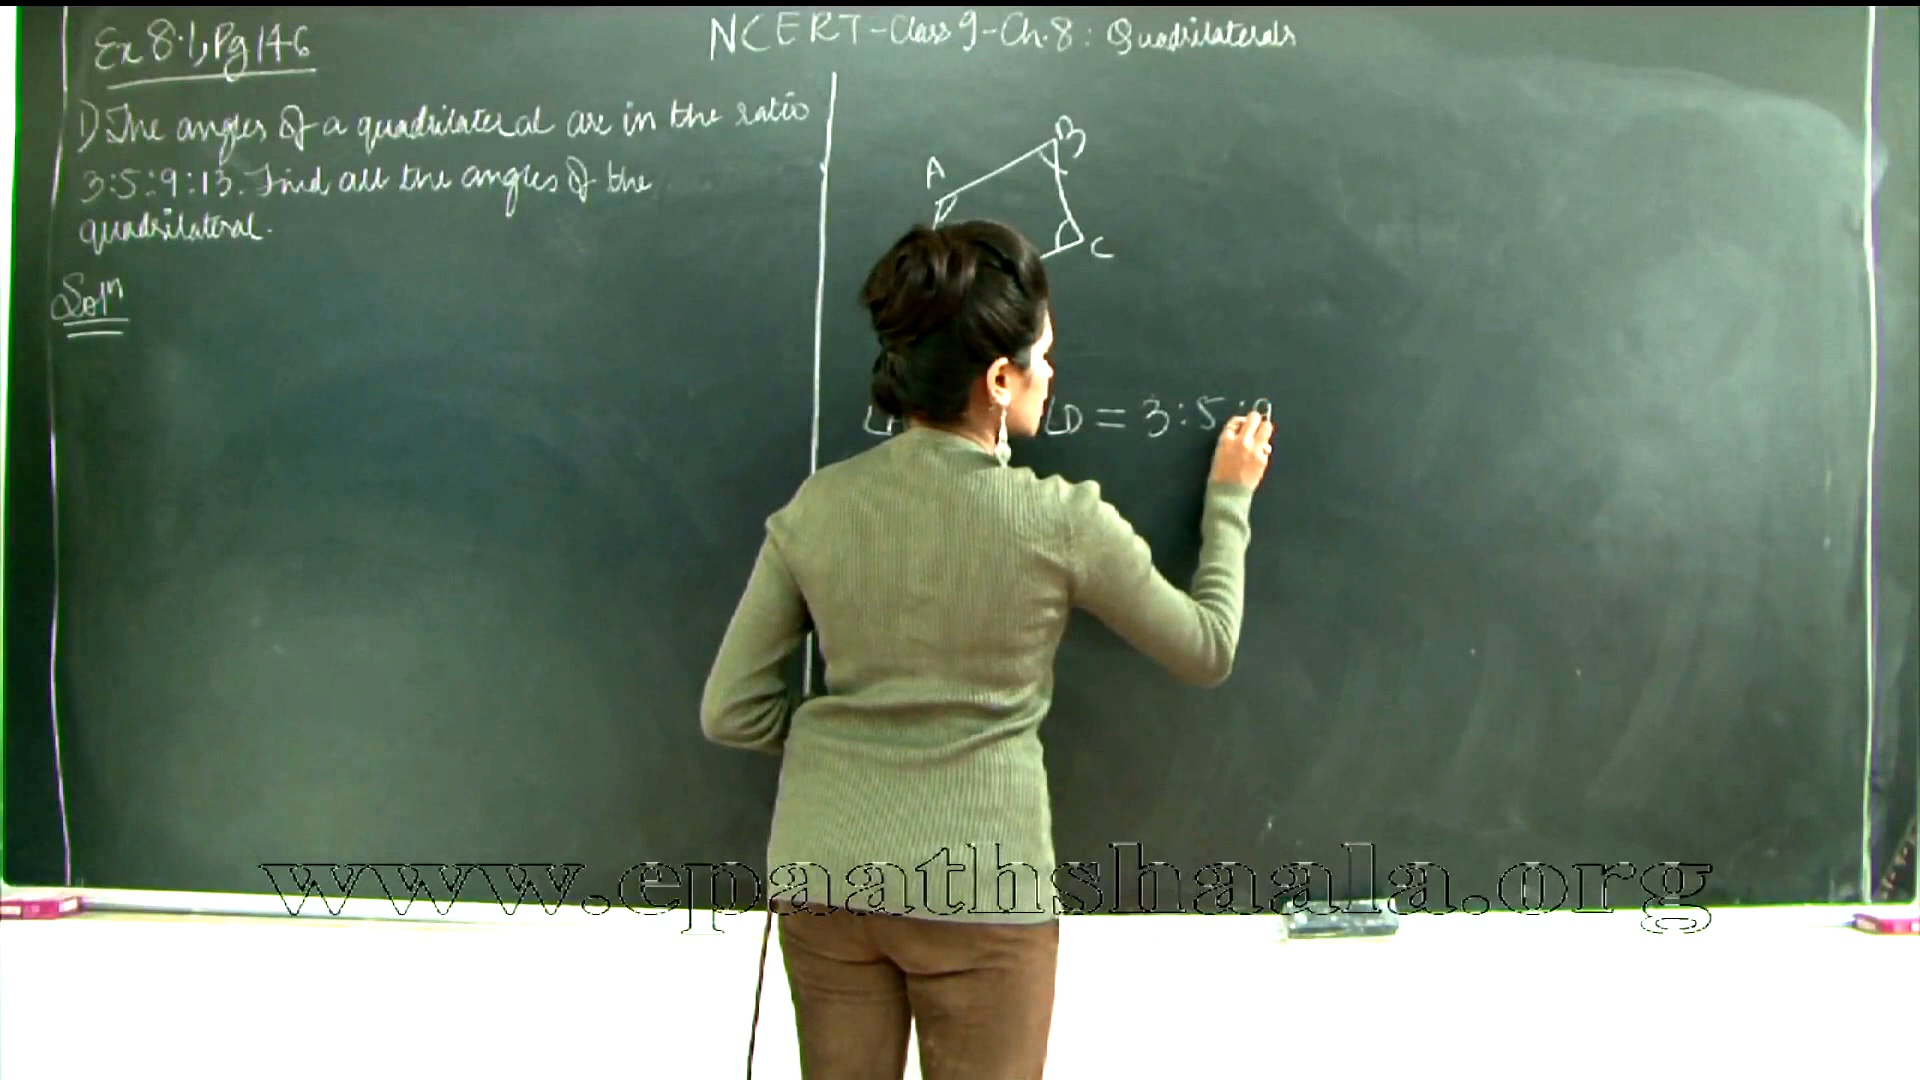 Ex 8.1, Pg 146
NCERT - Class 9 - Ch. 8 : Quadrilaterals
1) The angles of a quadrilateral are in the ratio
3:5:9:13. Find all the angles of the
quadrilateral.
Solⁿ
A
B
C
∠D = 3:5:9
www.epaathshaala.org